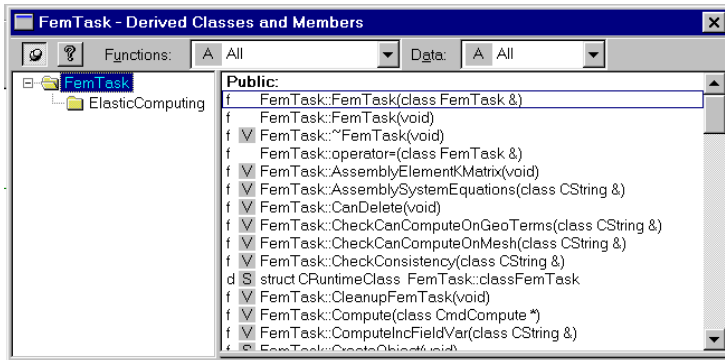 FemTask - Derived Classes and Members
Functions: A All Data: A All
FemTask
ElasticComputing
Public:
f FemTask::FemTask(class FemTask &)
f FemTask::FemTask(void)
f V FemTask::~FemTask(void)
f FemTask::operator=(class FemTask &)
f V FemTask::AssemblyElementKMatrix(void)
f V FemTask::AssemblySystemEquations(class CString &)
f V FemTask::CanDelete(void)
f V FemTask::CheckCanComputeOnGeoTerms(class CString &)
f V FemTask::CheckCanComputeOnMesh(class CString &)
f V FemTask::CheckConsistency(class CString &)
d S struct CRuntimeClass FemTask::classFemTask
f V FemTask::CleanupFemTask(void)
f V FemTask::Compute(class CmdCompute *)
f V FemTask::ComputeIncFieldVar(class CString &)
f S FemTask::CreateObject(void)